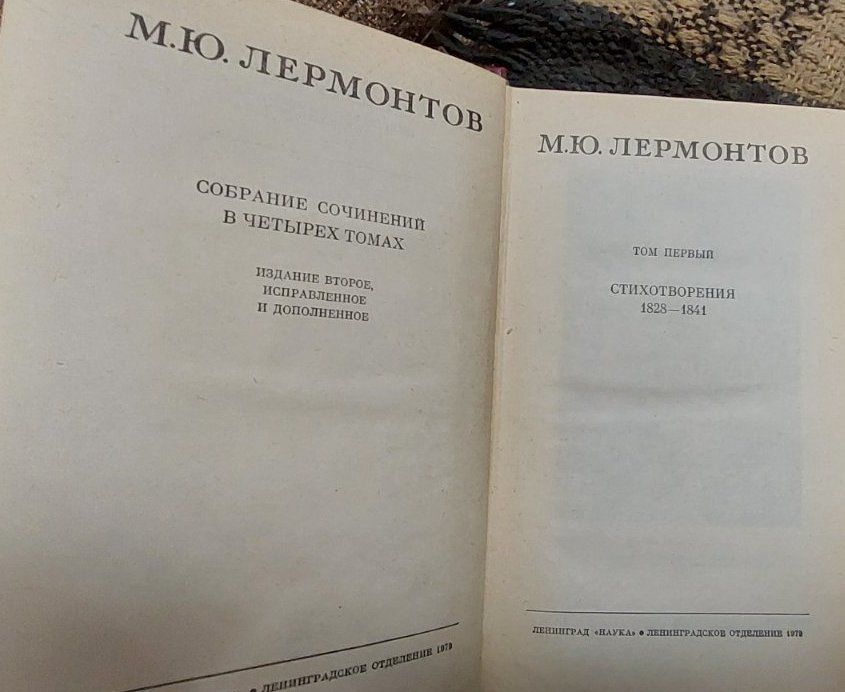 М.Ю. ЛЕРМОНТОВ
СОБРАНИЕ СОЧИНЕНИЙ
В ЧЕТЫРЕХ ТОМАХ
ИЗДАНИЕ ВТОРОЕ,
ИСПРАВЛЕННОЕ
И ДОПОЛНЕННОЕ
● ЛЕНИНГРАДСКОЕ ОТДЕЛЕНИЕ 1979
М.Ю. ЛЕРМОНТОВ
ТОМ ПЕРВЫЙ
СТИХОТВОРЕНИЯ
1828—1841
ЛЕНИНГРАД «НАУКА» ● ЛЕНИНГРАДСКОЕ ОТДЕЛЕНИЕ 1979